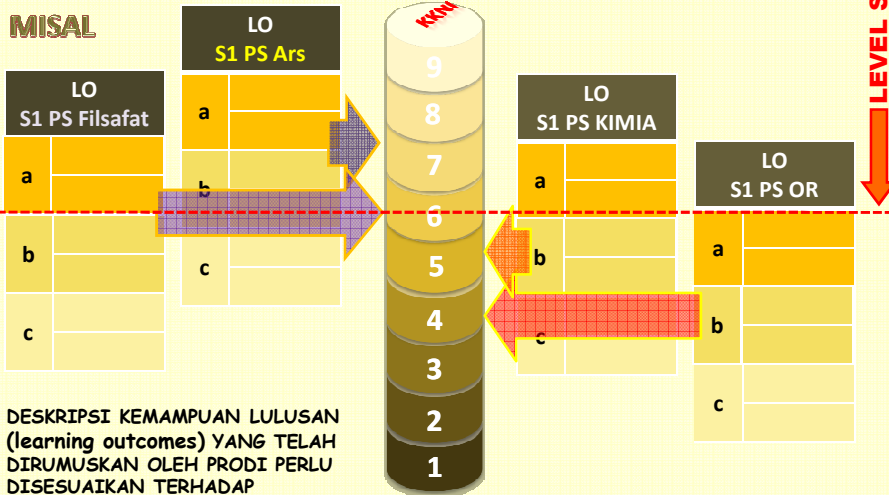 MISAL
LO
S1 PS Filsafat
a
b
c
LO
S1 PS Ars
a
b
c
KKNI
9
8
7
6
5
4
3
2
1
LO
S1 PS KIMIA
a
b
c
LO
S1 PS OR
a
b
c
LEVEL S
DESKRIPSI KEMAMPUAN LULUSAN
(learning outcomes) YANG TELAH
DIRUMUSKAN OLEH PRODI PERLU
DISESUAIKAN TERHADAP